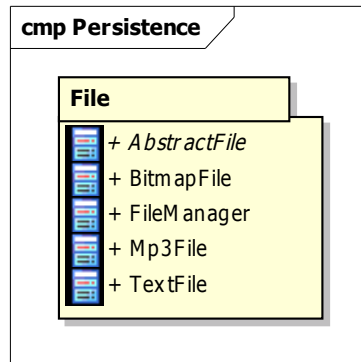 cmp Persistence
File
+ AbstractFile
+ BitmapFile
+ FileManager
+ Mp3File
+ TextFile